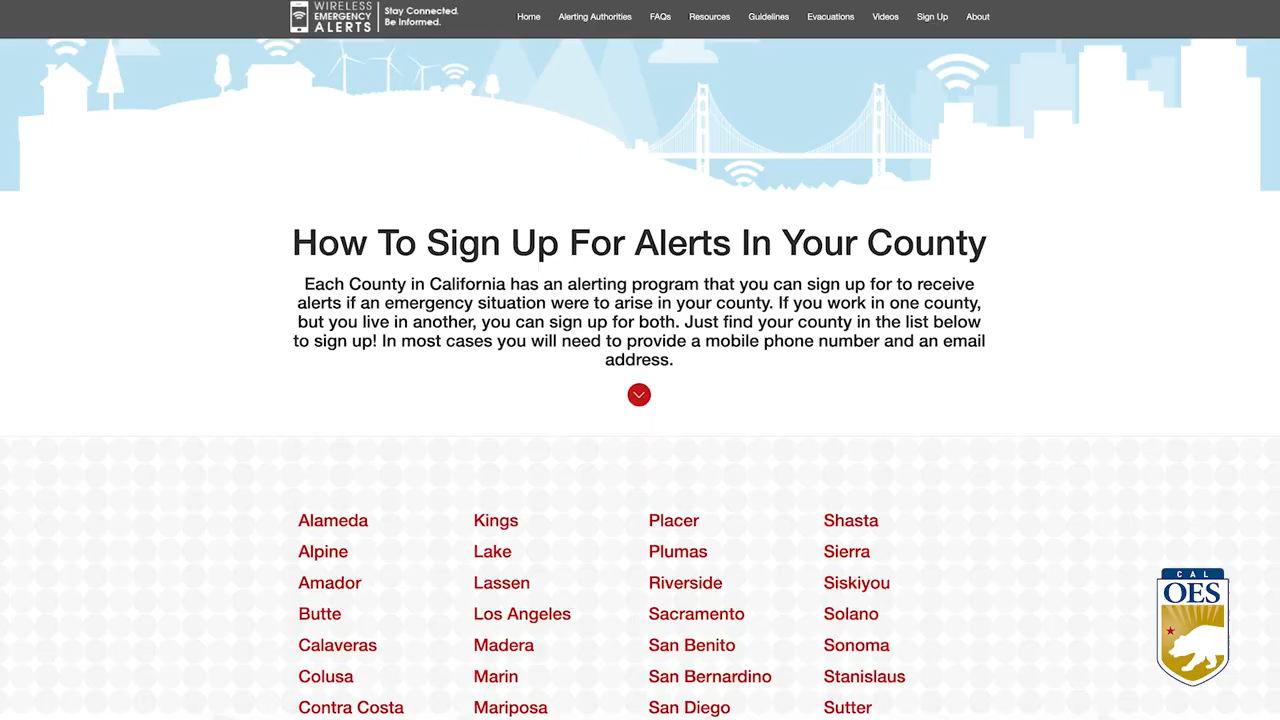 WIRELESS
EMERGENCY
ALERTS
Stay Connected.
Be Informed.
Home
Alerting Authorities
FAQs
Resources
Guidelines
Evacuations
Videos
Sign Up
About
How To Sign Up For Alerts In Your County
Each County in California has an alerting program that you can sign up for to receive
alerts if an emergency situation were to arise in your county. If you work in one county,
but you live in another, you can sign up for both. Just find your county in the list below
to sign up! In most cases you will need to provide a mobile phone number and an email
address.
Alameda
Alpine
Amador
Butte
Calaveras
Colusa
Contra Costa
Kings
Lake
Lassen
Los Angeles
Madera
Marin
Mariposa
Placer
Plumas
Riverside
Sacramento
San Benito
San Bernardino
San Diego
Shasta
Sierra
Siskiyou
Solano
Sonoma
Stanislaus
Sutter
CAL
OES